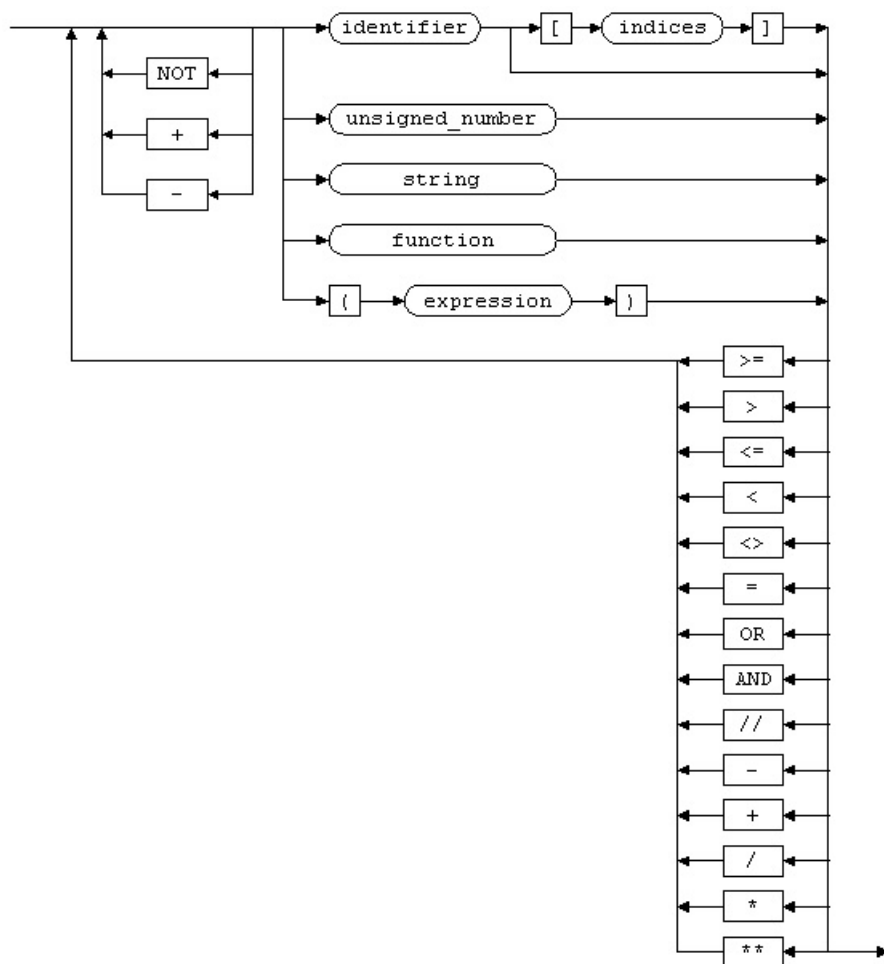 identifier [ indices ]
NOT
unsigned_number
+
string
-
function
( expression )
>=
>
<=
<
<>
=
OR
AND
//
-
+
/
*
**